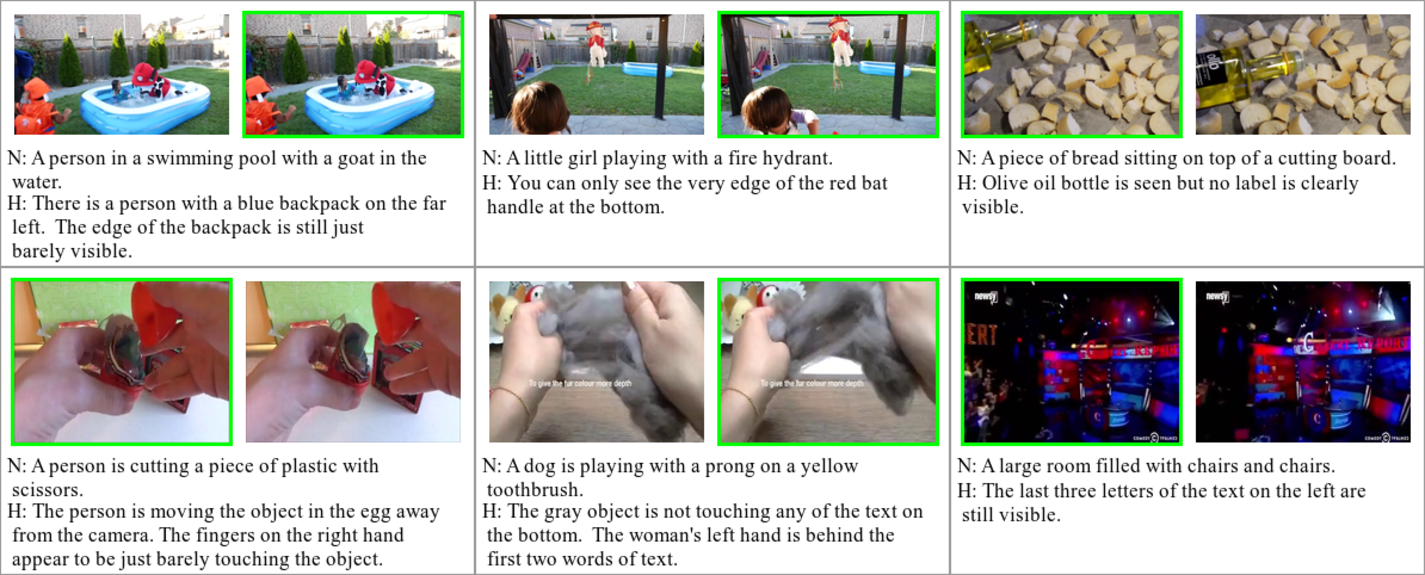 N: A person in a swimming pool with a goat in the
water.
H: There is a person with a blue backpack on the far
left. The edge of the backpack is still just
barely visible.
N: A little girl playing with a fire hydrant.
H: You can only see the very edge of the red bat
handle at the bottom.
olio
N: A piece of bread sitting on top of a cutting board.
H: Olive oil bottle is seen but no label is clearly
visible.
N: A person is cutting a piece of plastic with
scissors.
H: The person is moving the object in the egg away
from the camera. The fingers on the right hand
appear to be just barely touching the object.
To give the fur colour more depth
To give the fur colour more depth
N: A dog is playing with a prong on a yellow
toothbrush.
H: The gray object is not touching any of the text on
the bottom. The woman's left hand is behind the
first two words of text.
newsy
newsy
ERT
COMEDY CENTRAL
COMEDY CENTRAL
N: A large room filled with chairs and chairs.
H: The last three letters of the text on the left are
still visible.